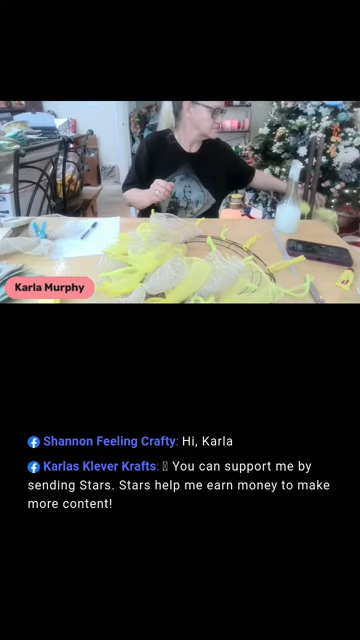 Karla Murphy
Shannon Feeling Crafty: Hi, Karla
Karlas Klever Krafts: You can support me by
sending Stars. Stars help me earn money to make
more content!